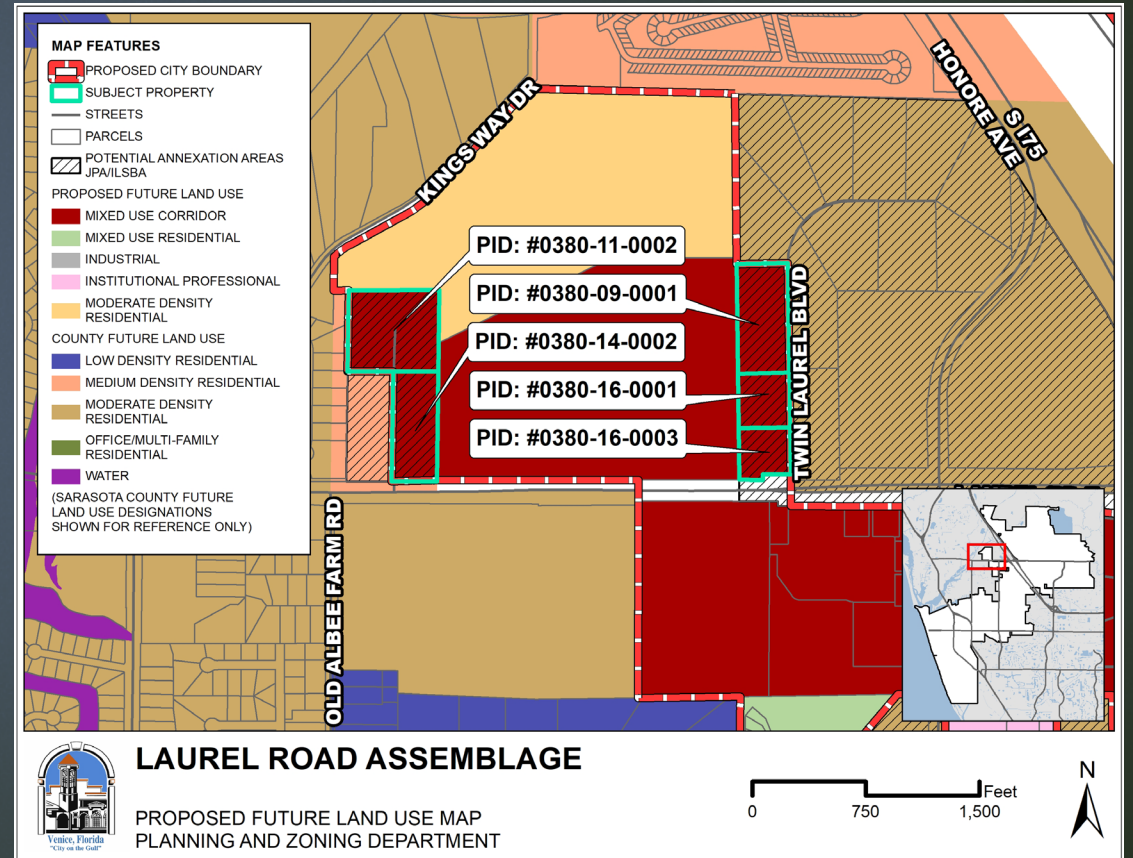 MAP FEATURES
PROPOSED CITY BOUNDARY
SUBJECT PROPERTY
STREETS
PARCELS
POTENTIAL ANNEXATION AREAS
JPA/ILSBA
PROPOSED FUTURE LAND USE
MIXED USE CORRIDOR
MIXED USE RESIDENTIAL
INDUSTRIAL
INSTITUTIONAL PROFESSIONAL
MODERATE DENSITY
RESIDENTIAL
COUNTY FUTURE LAND USE
LOW DENSITY RESIDENTIAL
MEDIUM DENSITY RESIDENTIAL
MODERATE DENSITY
RESIDENTIAL
OFFICE/MULTI-FAMILY
RESIDENTIAL
WATER
(SARASOTA COUNTY FUTURE
LAND USE DESIGNATIONS
SHOWN FOR REFERENCE ONLY)
KINGS WAY DR
HONORE AVE
S I75
PID: #0380-11-0002
PID: #0380-09-0001
PID: #0380-14-0002
PID: #0380-16-0001
PID: #0380-16-0003
TWIN LAUREL BLVD
OLD ALBEE FARM RD
LAUREL ROAD ASSEMBLAGE
PROPOSED FUTURE LAND USE MAP
PLANNING AND ZONING DEPARTMENT
Venice, Florida
"City on the Gulf"
Feet
0 750 1,500
N